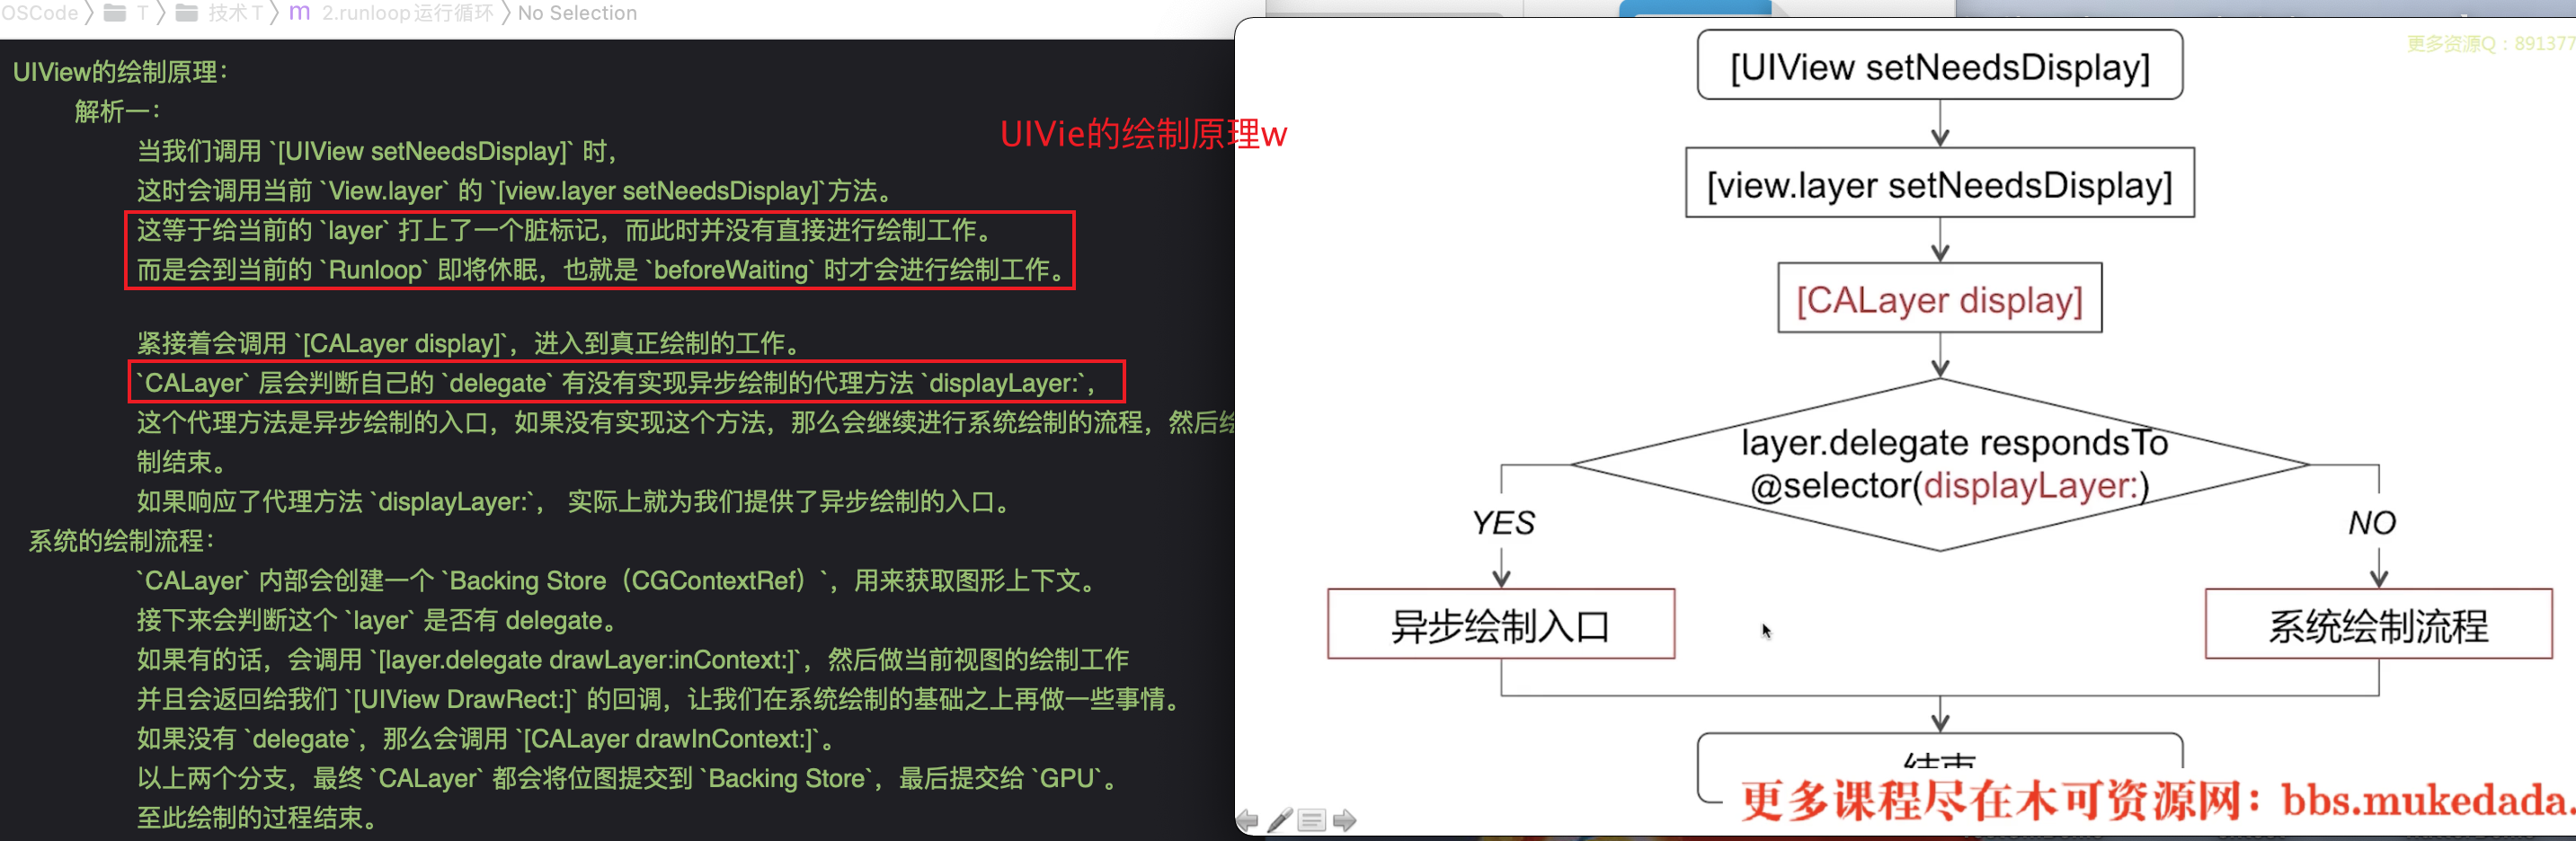 OSCode 〉 T 〉 技术T 〉 m 2.runloop运行循环 〉 No Selection
UIView的绘制原理：
解析一：
当我们调用 `[UIView setNeedsDisplay]` 时，
这时会调用当前 `View.layer` 的 `[view.layer setNeedsDisplay]`方法。
这等于给当前的 `layer` 打上了一个脏标记，而此时并没有直接进行绘制工作。
而是会到当前的 `Runloop` 即将休眠，也就是 `beforeWaiting` 时才会进行绘制工作。
紧接着会调用 `[CALayer display]`，进入到真正绘制的工作。
`CALayer` 层会判断自己的 `delegate` 有没有实现异步绘制的代理方法 `displayLayer:`，
这个代理方法是异步绘制的入口，如果没有实现这个方法，那么会继续进行系统绘制的流程，然后绘
制结束。
如果响应了代理方法 `displayLayer:`， 实际上就为我们提供了异步绘制的入口。
系统的绘制流程：
`CALayer` 内部会创建一个 `Backing Store（CGContextRef）`，用来获取图形上下文。
接下来会判断这个 `layer` 是否有 delegate。
如果有的话，会调用 `[layer.delegate drawLayer:inContext:]`，然后做当前视图的绘制工作
并且会返回给我们 `[UIView DrawRect:]` 的回调，让我们在系统绘制的基础之上再做一些事情。
如果没有 `delegate`，那么会调用 `[CALayer drawInContext:]`。
以上两个分支，最终 `CALayer` 都会将位图提交到 `Backing Store`，最后提交给 `GPU`。
至此绘制的过程结束。
UIVie的绘制原理w
更多资源Q：891377
[UIView setNeedsDisplay]
[view.layer setNeedsDisplay]
[CALayer display]
layer.delegate respondsTo
@selector(displayLayer:)
YES
NO
异步绘制入口
系统绘制流程
结束
更多课程尽在木可资源网：bbs.mukedada.